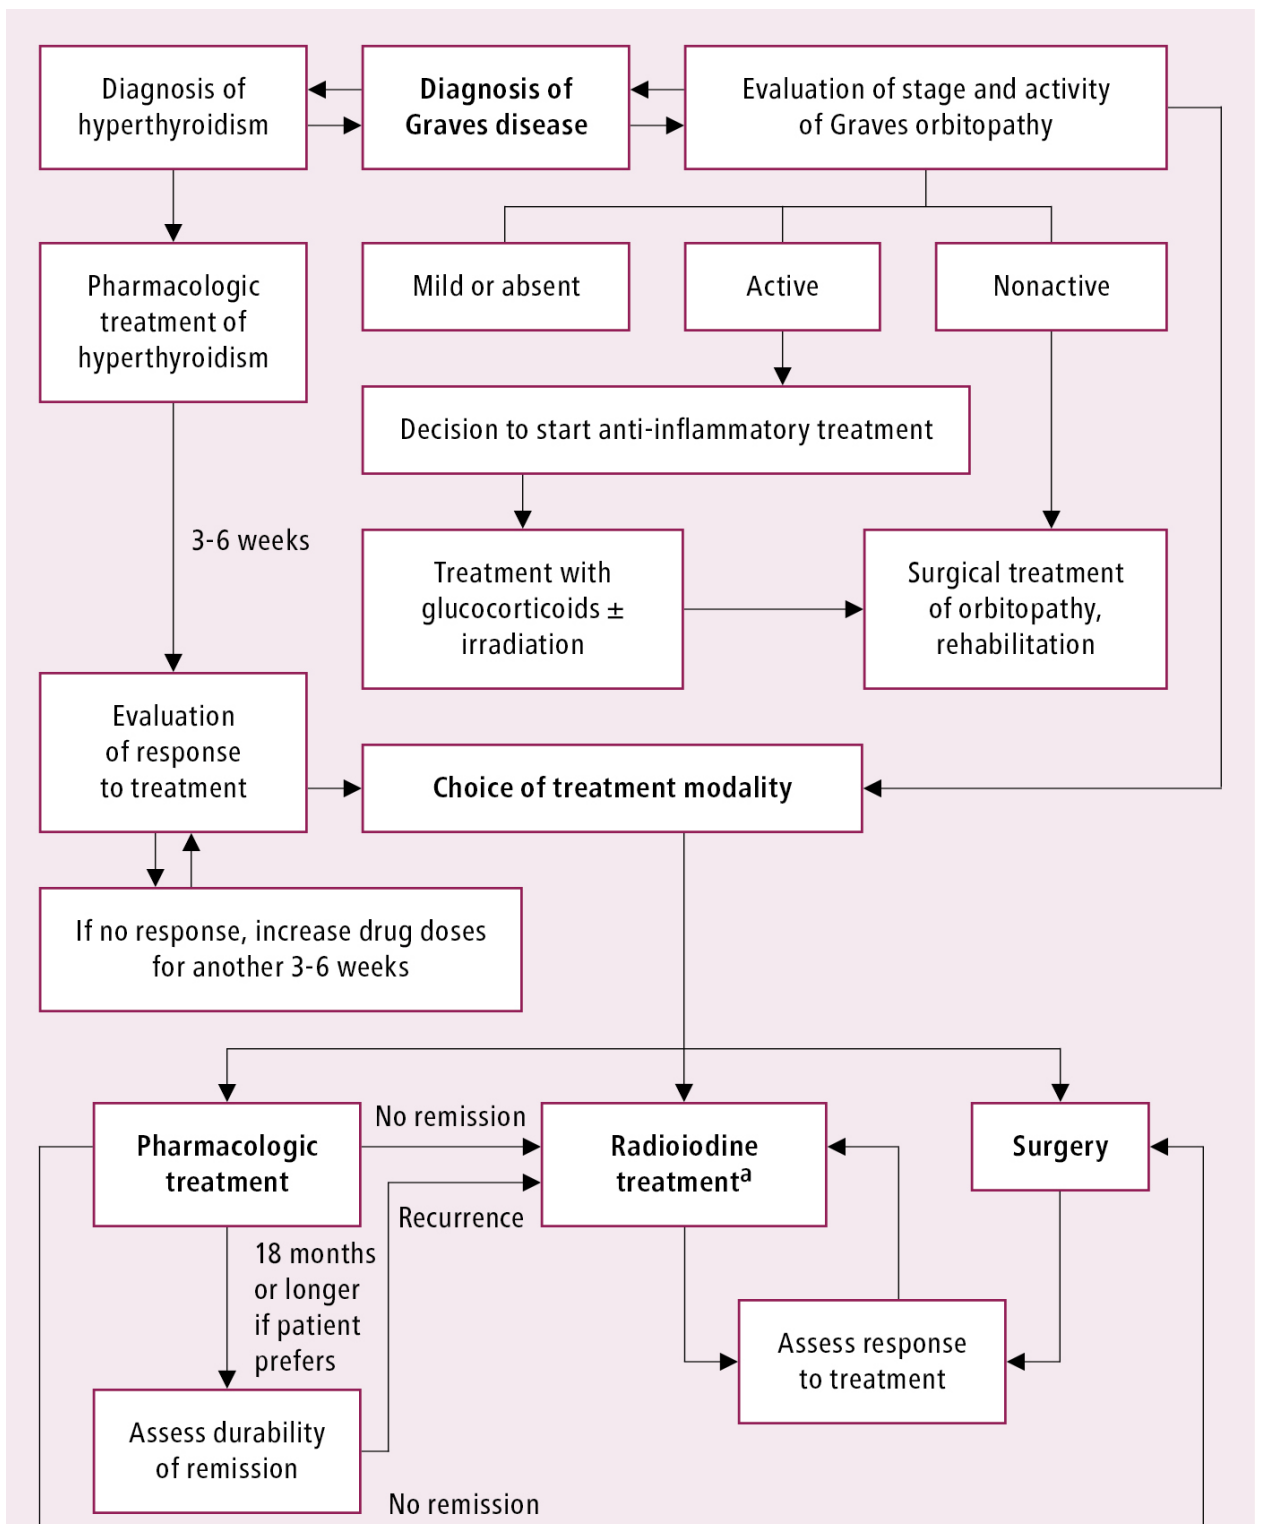 Diagnosis of
hyperthyroidism
Diagnosis of
Graves disease
Evaluation of stage and activity
of Graves orbitopathy
Pharmacologic
treatment of
hyperthyroidism
Mild or absent
Active
Nonactive
Decision to start anti-inflammatory treatment
3-6 weeks
Treatment with
glucocorticoids ±
irradiation
Surgical treatment
of orbitopathy,
rehabilitation
Evaluation
of response
to treatment
Choice of treatment modality
If no response, increase drug doses
for another 3-6 weeks
Pharmacologic
treatment
No remission
Radioiodine
treatmentᵃ
Surgery
Recurrence
18 months
or longer
if patient
prefers
Assess response
to treatment
Assess durability
of remission
No remission